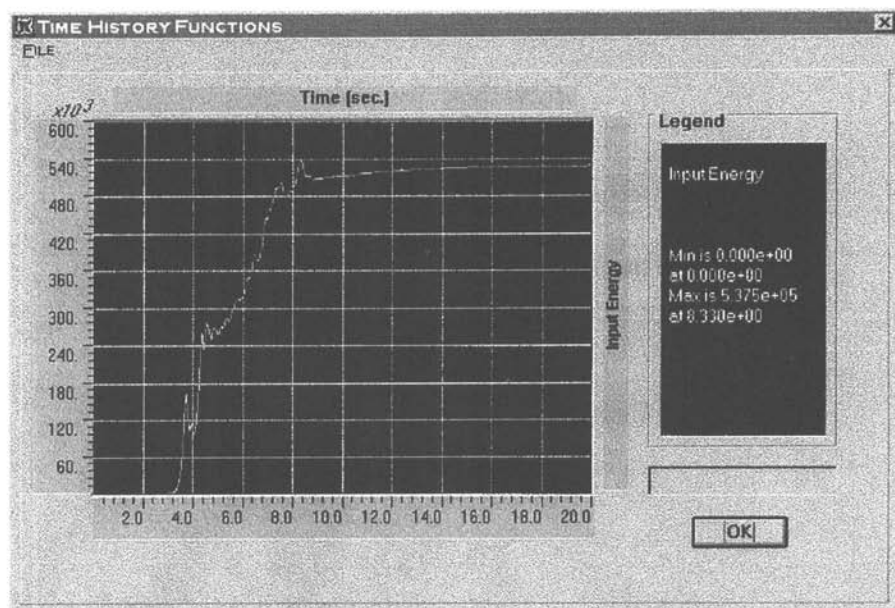 TIME HISTORY FUNCTIONS
FILE
Time (sec.)
x10-3
600.
540.
480.
420.
360.
300.
240.
180.
120.
60.
2.0 4.0 6.0 8.0 10.0 12.0 14.0 16.0 18.0 20.0
Input Energy
Legend
Input Energy
Min is 0.000e+00
at 0.000e+00
Max is 5.375e+05
at 8.330e+00
OK